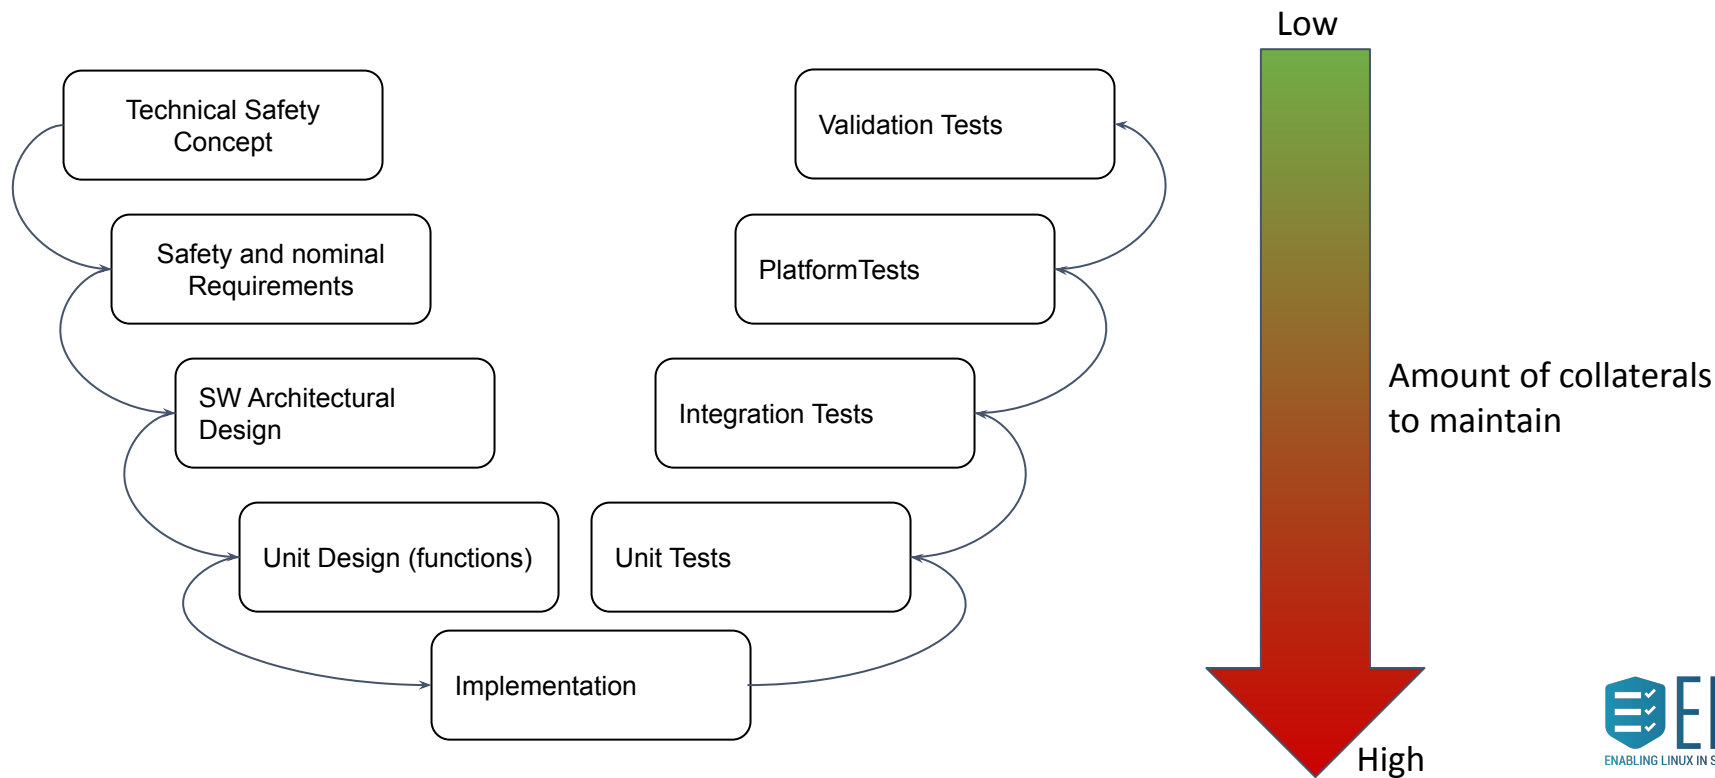 Low
Technical Safety
Concept
Validation Tests
Safety and nominal
Requirements
PlatformTests
SW Architectural
Design
Integration Tests
Amount of collaterals
to maintain
Unit Design (functions)
Unit Tests
Implementation
High
ENABLING LINUX IN